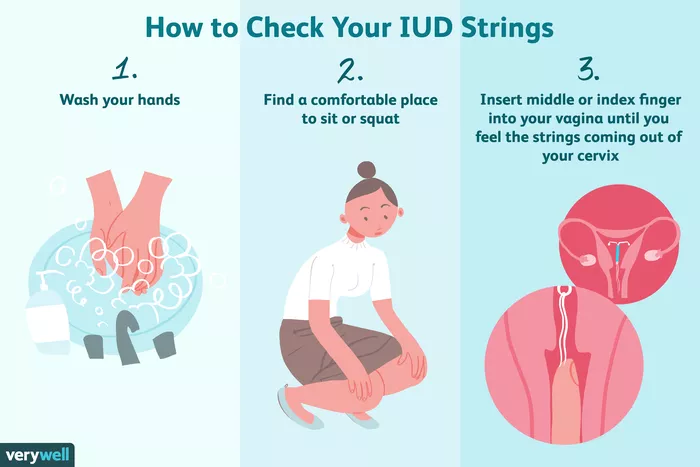 How to Check Your IUD Strings
1.
Wash your hands
2.
Find a comfortable place
to sit or squat
3.
Insert middle or index finger
into your vagina until you
feel the strings coming out of
your cervix
verywell